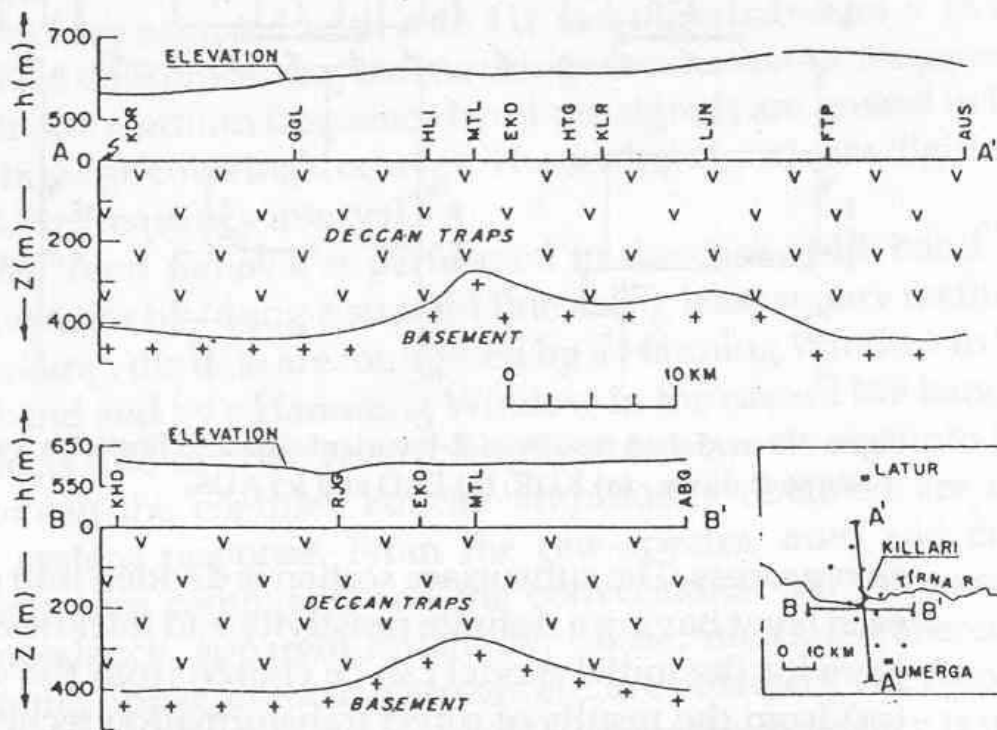 h(m)
700
500
ELEVATION
KDR GGL HLI MTL EKD HTG KLR LJN KTP AUS
A A'
0
200
400
Z(m)
DECCAN TRAPS
BASEMENT
0 10 KM
h(m)
650
550
ELEVATION
KHD RJG EKD MTL ABG
B B'
0
200
400
Z(m)
DECCAN TRAPS
BASEMENT
LATUR
A'
KILLARI
TIRNA R
B B'
0 10 KM
UMERGA
A